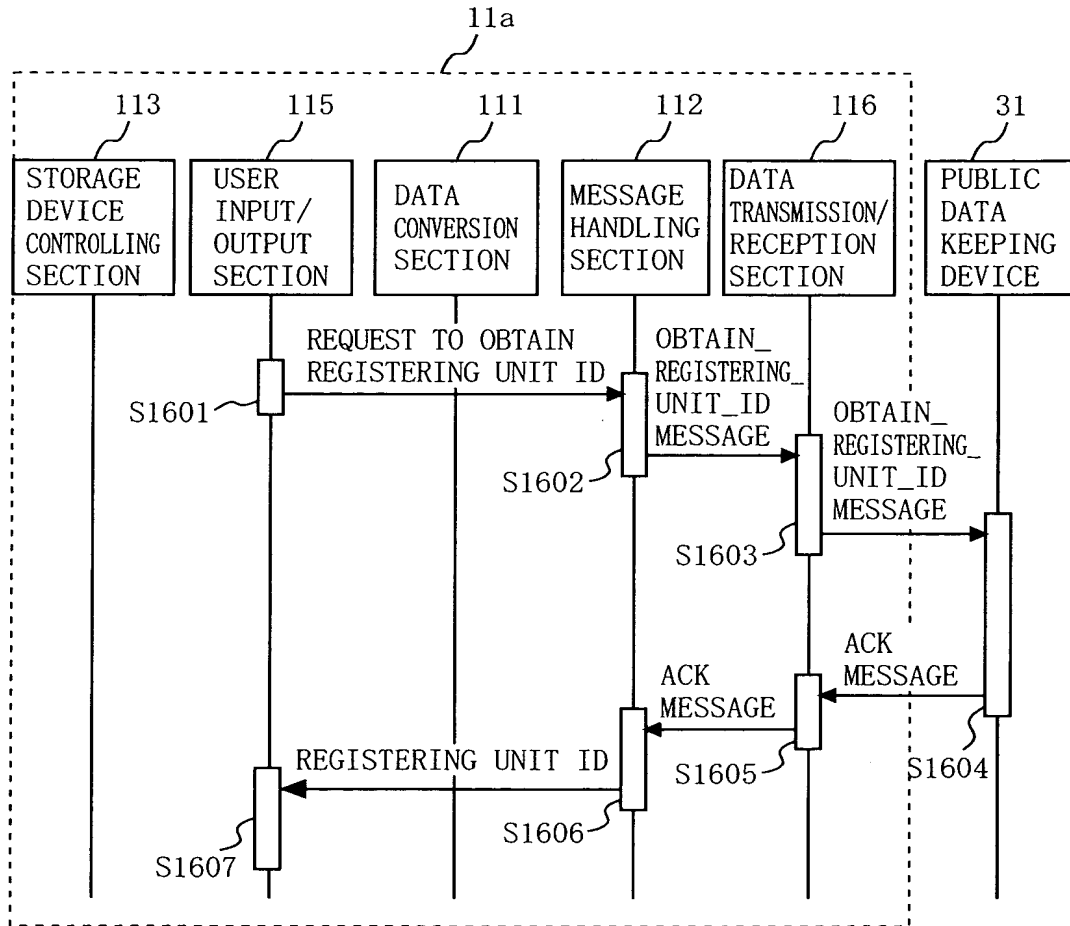 11a
113
115
111
112
116
31
STORAGE
DEVICE
CONTROLLING
SECTION
USER
INPUT/
OUTPUT
SECTION
DATA
CONVERSION
SECTION
MESSAGE
HANDLING
SECTION
DATA
TRANSMISSION/
RECEPTION
SECTION
PUBLIC
DATA
KEEPING
DEVICE
REQUEST TO OBTAIN
REGISTERING UNIT ID
S1601
OBTAIN_
REGISTERING_
UNIT_ID
MESSAGE
S1602
OBTAIN_
REGISTERING_
UNIT_ID
MESSAGE
S1603
ACK
MESSAGE
S1604
ACK
MESSAGE
S1605
REGISTERING UNIT ID
S1606
S1607